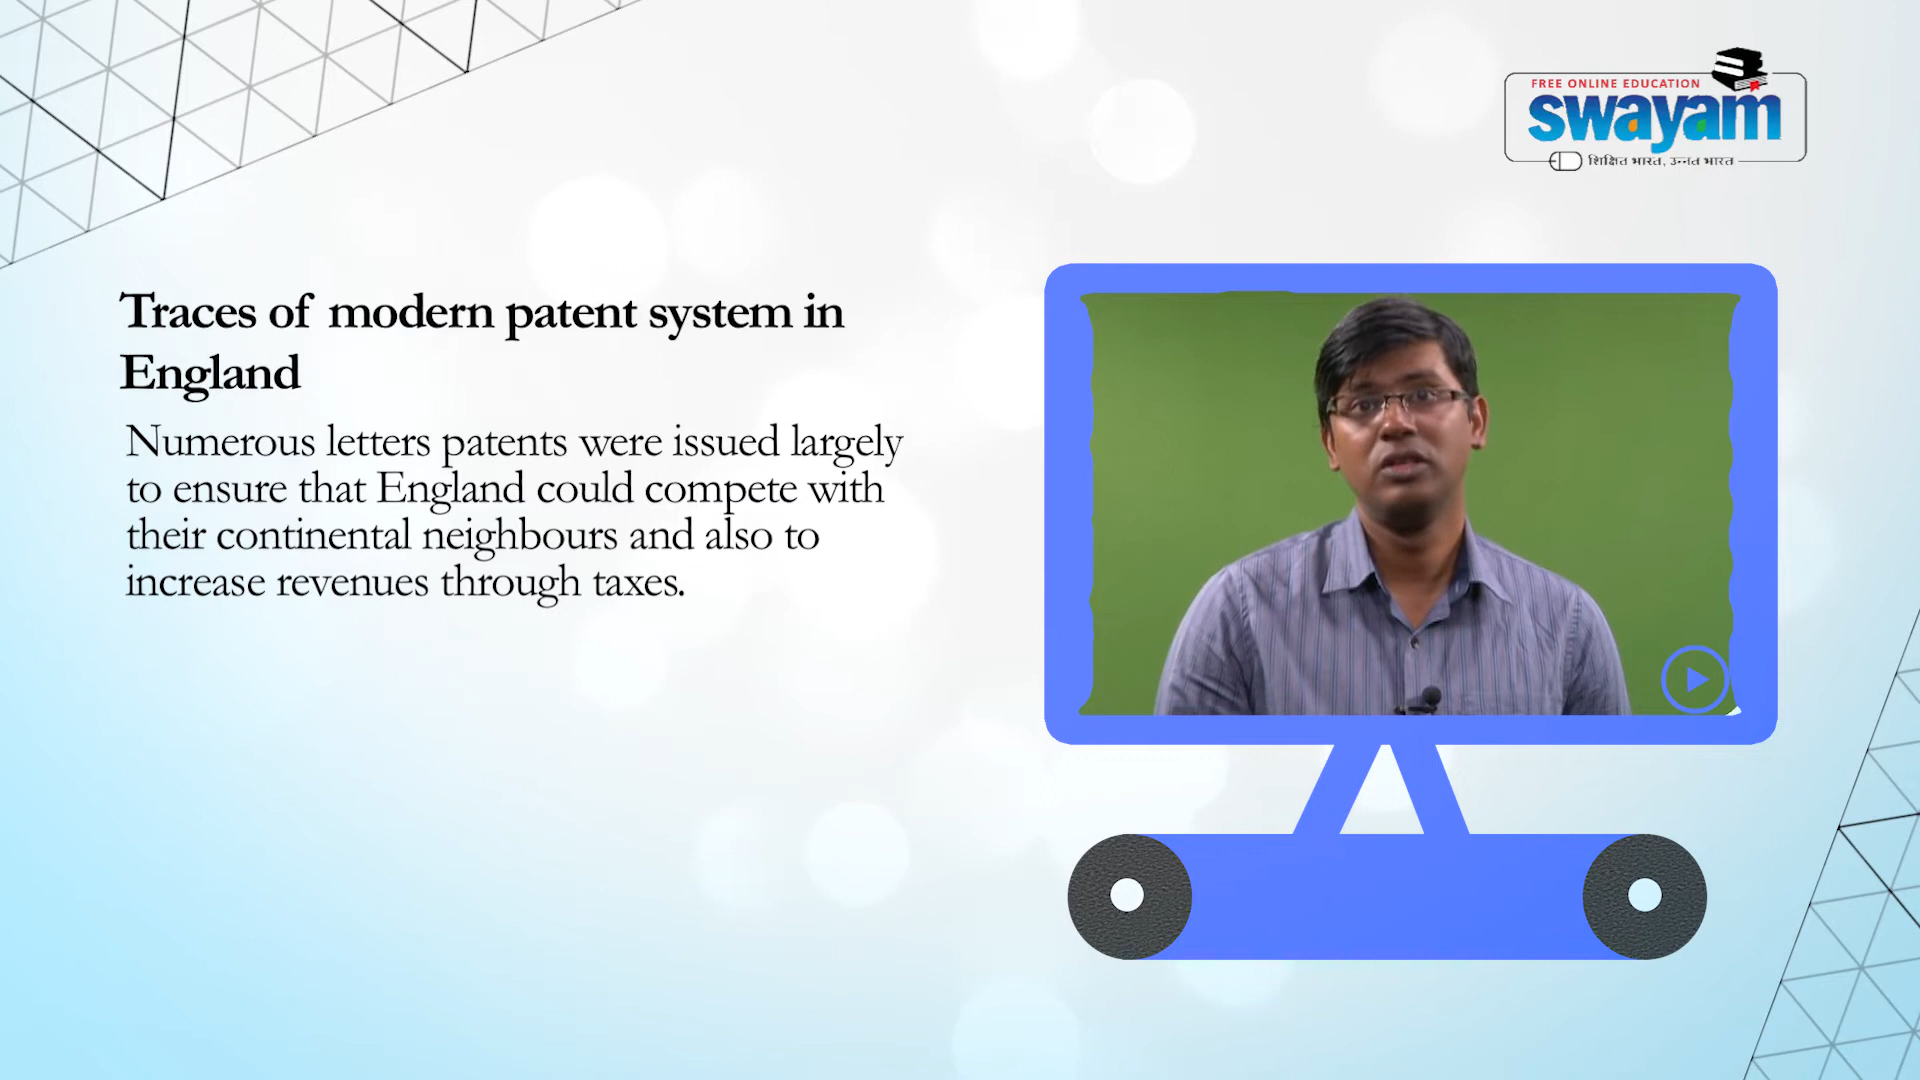 FREE ONLINE EDUCATION
swayam
शिक्षित भारत, उन्नत भारत
Traces of modern patent system in
England
Numerous letters patents were issued largely
to ensure that England could compete with
their continental neighbours and also to
increase revenues through taxes.